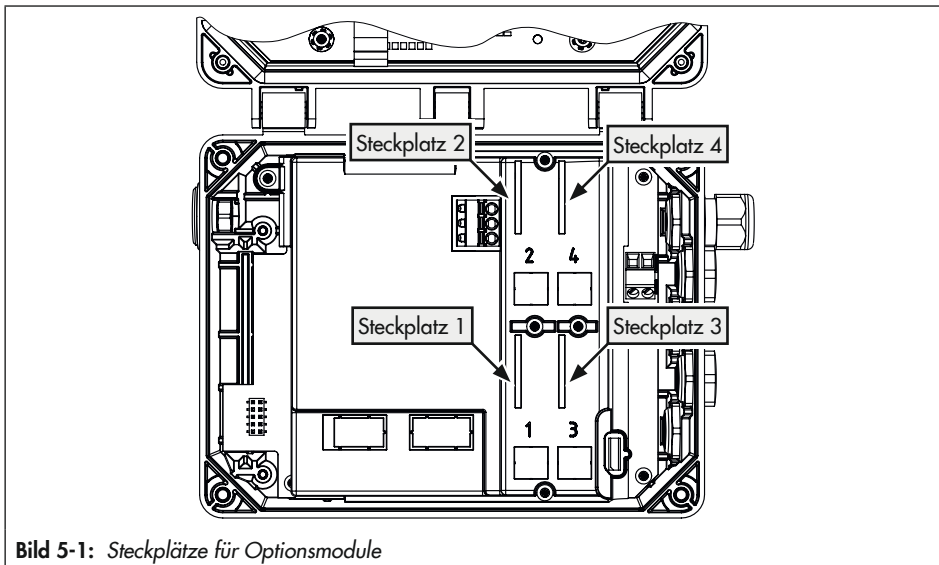 Steckplatz 2
Steckplatz 4
2 4
Steckplatz 1
Steckplatz 3
1 3
Bild 5-1: Steckplätze für Optionsmodule